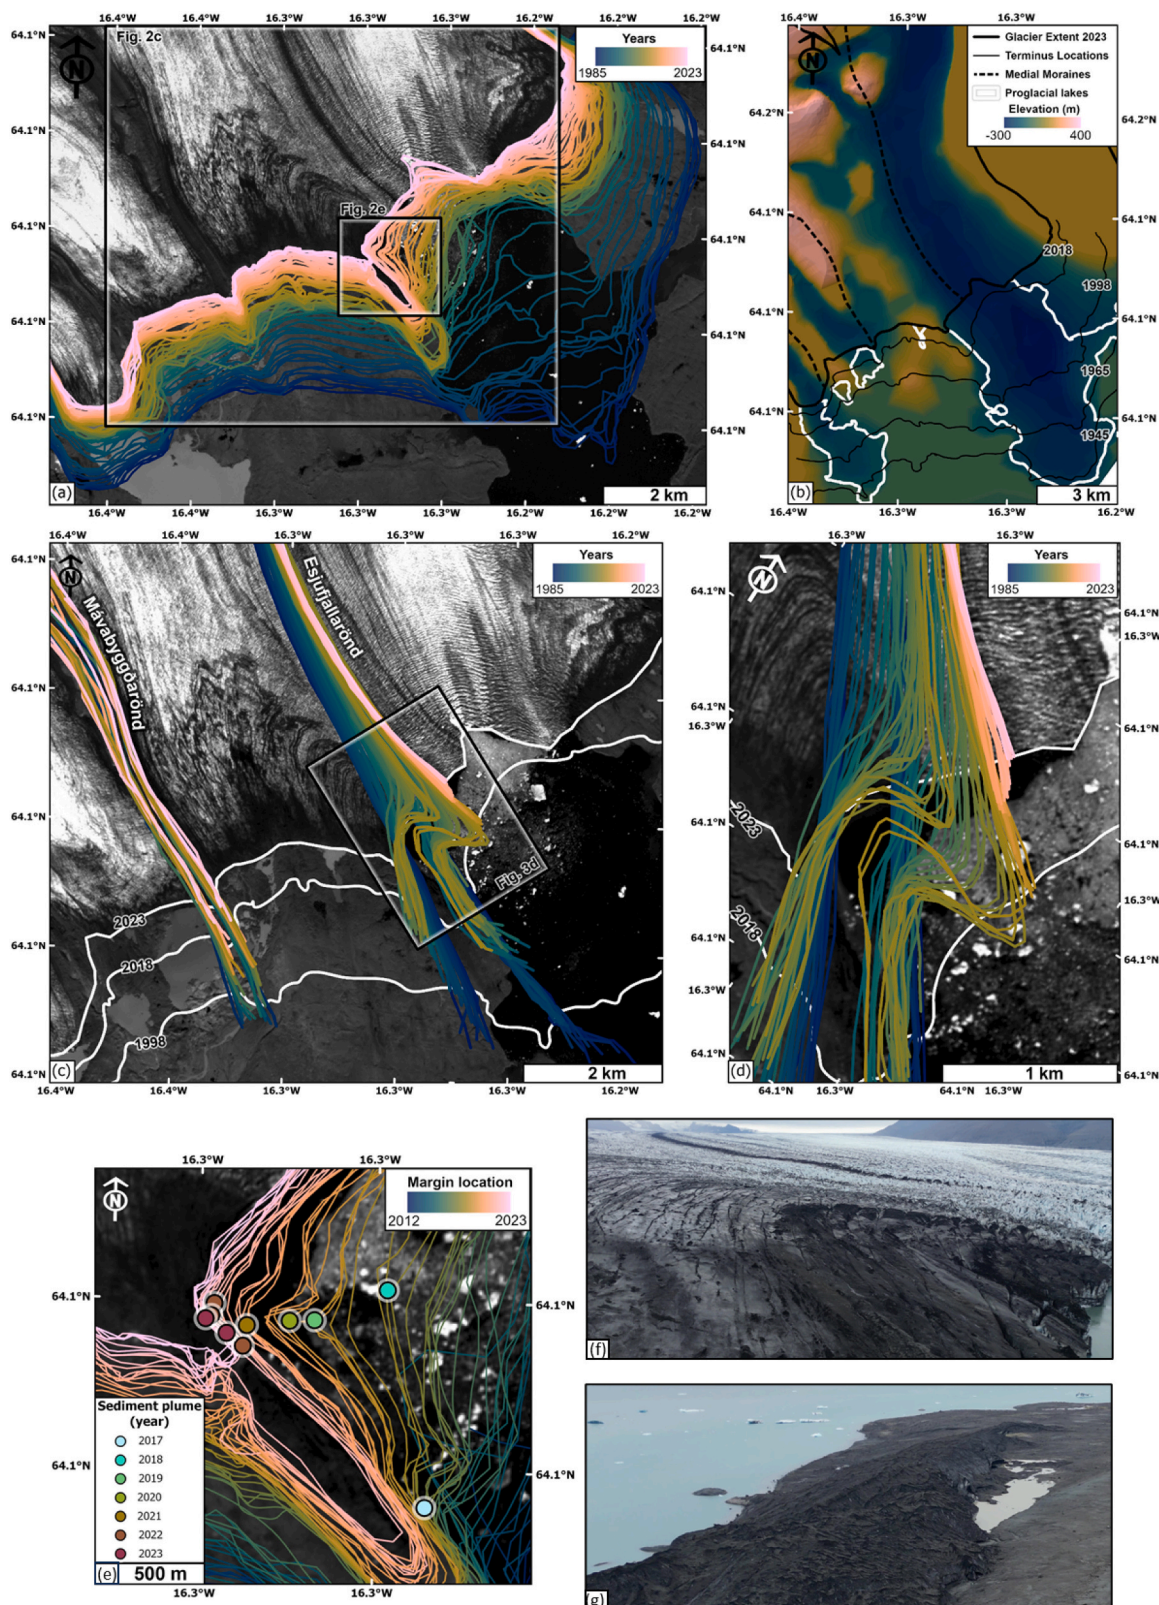 16.4°W 16.4°W 16.3°W 16.3°W 16.3°W 16.2°W 16.2°W
Fig. 2c
Years
1985 2023
N
64.1°N 64.1°N
64.1°N 64.1°N
Fig. 2e
64.1°N 64.1°N
64.1°N 64.1°N
64.1°N 64.1°N
(a)
2 km
16.4°W 16.4°W 16.3°W 16.3°W 16.3°W 16.2°W 16.2°W
16.4°W 16.3°W 16.3°W
N
Glacier Extent 2023
Terminus Locations
Medial Moraines
Proglacial lakes
Elevation (m)
-300 400
64.2°N 64.2°N
64.1°N 64.1°N
2018
1998
64.1°N 64.1°N
1965
64.1°N 64.1°N
1945
(b)
3 km
16.4°W 16.3°W 16.3°W 16.2°W
16.4°W 16.4°W 16.3°W 16.3°W 16.3°W 16.2°W
64.1°N
N
Years
1985 2023
Esjufjallarönd
Mávabyggðarönd
64.1°N
64.1°N
Fig. 3d
2023
64.1°N
2018
1998
64.1°N
(c)
2 km
16.4°W 16.4°W 16.3°W 16.3°W 16.3°W 16.2°W
16.3°W
N
Years
1985 2023
64.1°N 64.1°N
16.3°W
64.1°N 64.1°N
16.3°W
2023
64.1°N 64.1°N
16.3°W
2018
64.1°N 64.1°N
16.3°W
64.1°N 64.1°N
(d)
1 km
64.1°N 16.3°W 64.1°N 16.3°W
16.3°W 16.3°W
N
Margin location
2012 2023
64.1°N 64.1°N
Sediment plume
(year)
2017
2018
2019
2020
2021
2022
2023
64.1°N 64.1°N
(e)
500 m
16.3°W 16.3°W
(f)
(g)